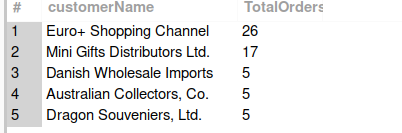 # customerName TotalOrders
1 Euro+ Shopping Channel 26
2 Mini Gifts Distributors Ltd. 17
3 Danish Wholesale Imports 5
4 Australian Collectors, Co. 5
5 Dragon Souveniers, Ltd. 5